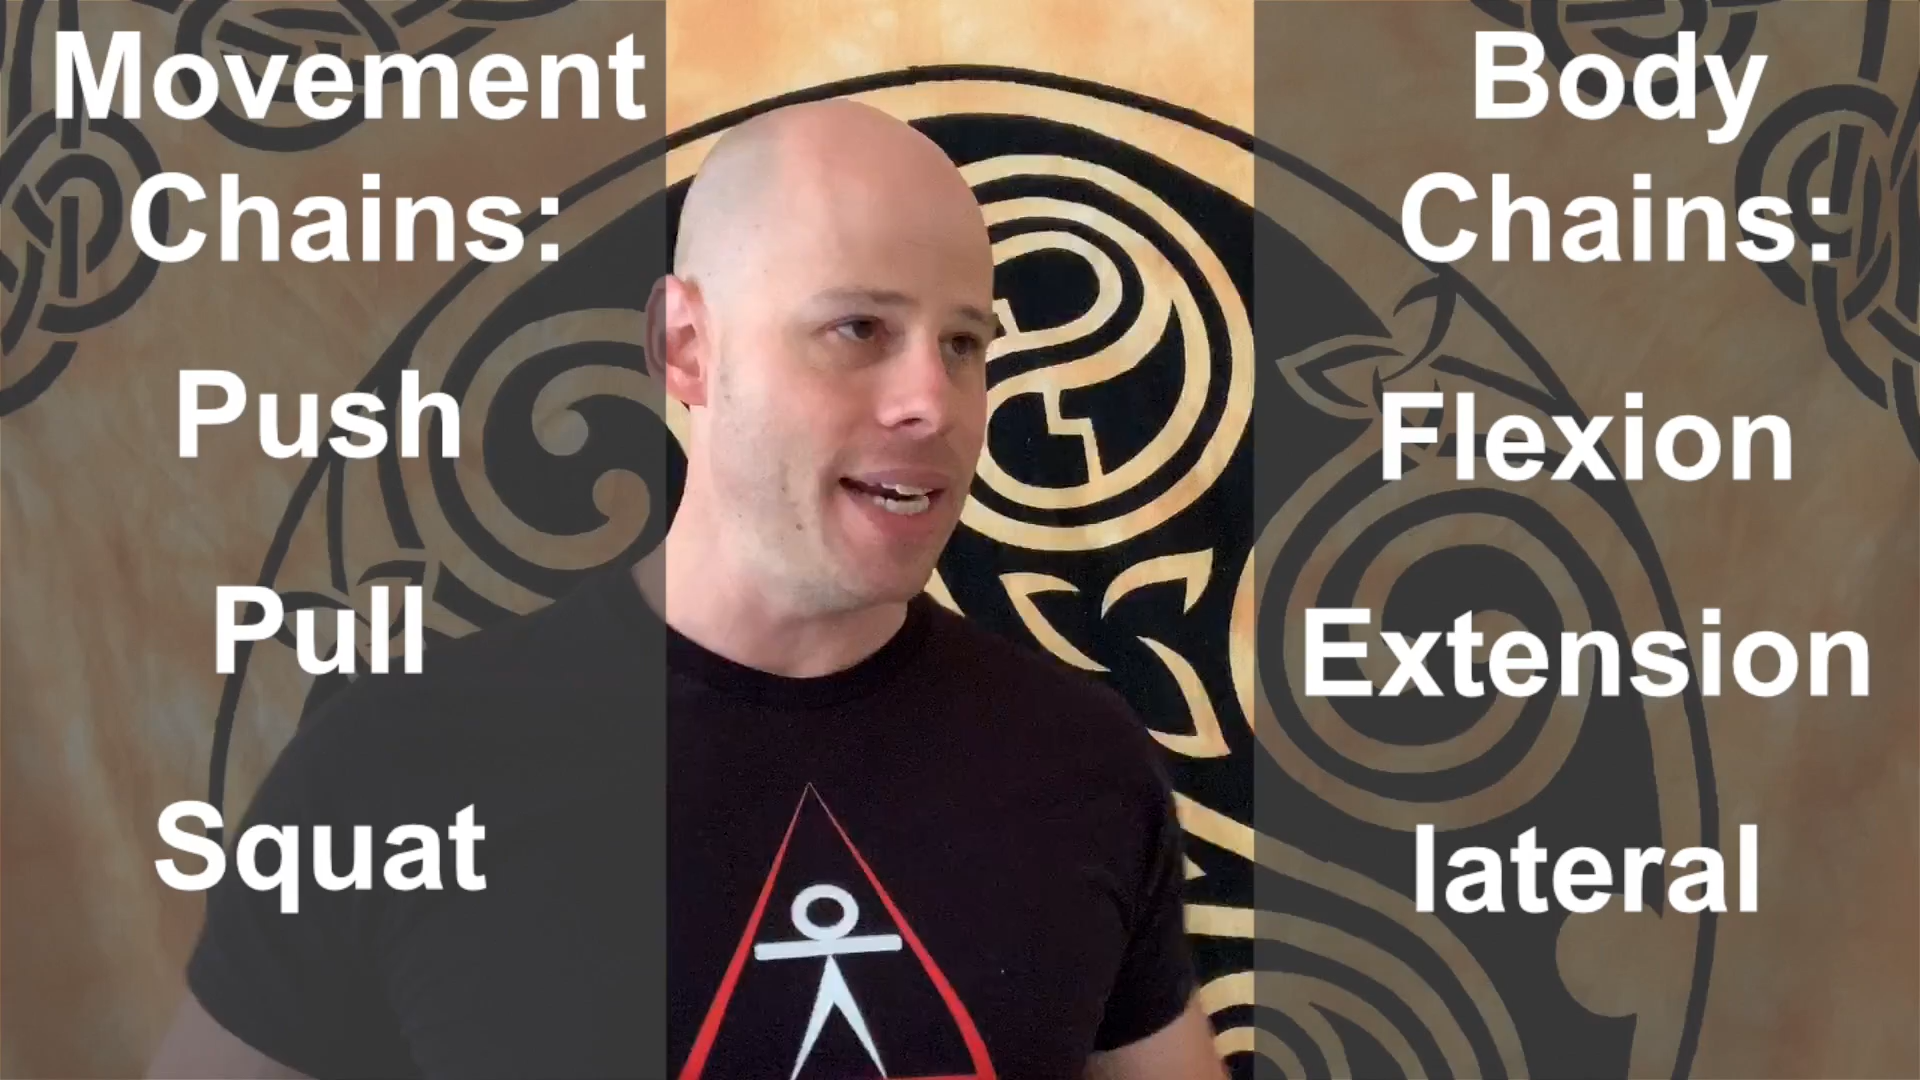 Movement
Chains:
Push
Pull
Squat
Body
Chains:
Flexion
Extension
lateral